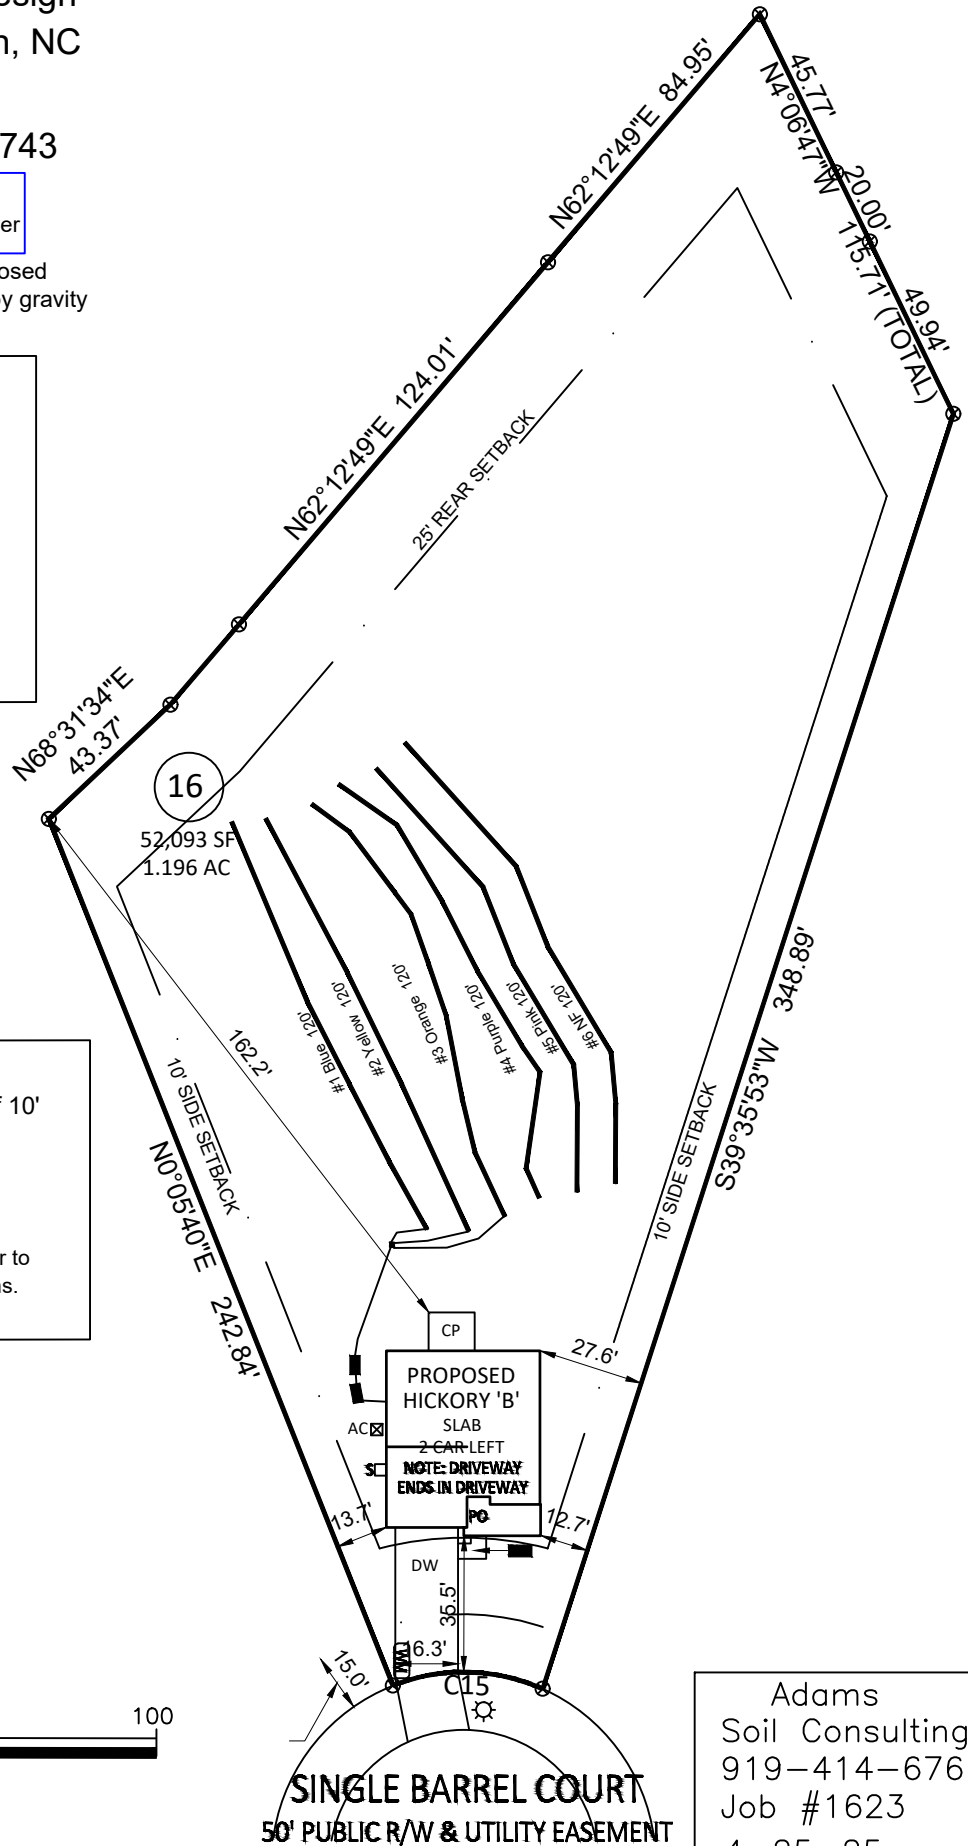 n, NC
743
er
osed
by gravity
45.77'
N4°06'47"W
20.00'
115.71' (TOTAL)
49.94'
N62°12'49"E 84.95'
N62°12'49"E 124.01'
25' REAR SETBACK
N68°31'34"E
43.37'
16
52,093 SF
1.196 AC
#1 Blue 120'
#2 Yellow 120'
#3 Orange 120'
#4 Purple 120'
#5 Pink 120'
#6 NF 120'
162.2'
10' SIDE SETBACK
N0°05'40"E 242.84'
10' SIDE SETBACK
S39°35'53"W 348.89'
10'
r to
CP
27.6'
PROPOSED
HICKORY 'B'
SLAB
2 CAR LEFT
NOTE: DRIVEWAY
ENDS IN DRIVEWAY
AC
S
PO
13.7'
12.7'
DW
35.5'
16.3'
WM
15.0'
C15
100
SINGLE BARREL COURT
50' PUBLIC R/W & UTILITY EASEMENT
Adams
Soil Consulting
919-414-676
Job #1623